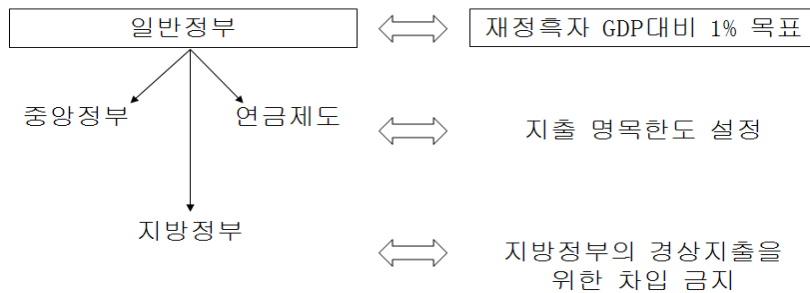 일반정부
재정흑자 GDP대비 1% 목표
중앙정부
연금제도
지출 명목한도 설정
지방정부
지방정부의 경상지출을
위한 차입 금지